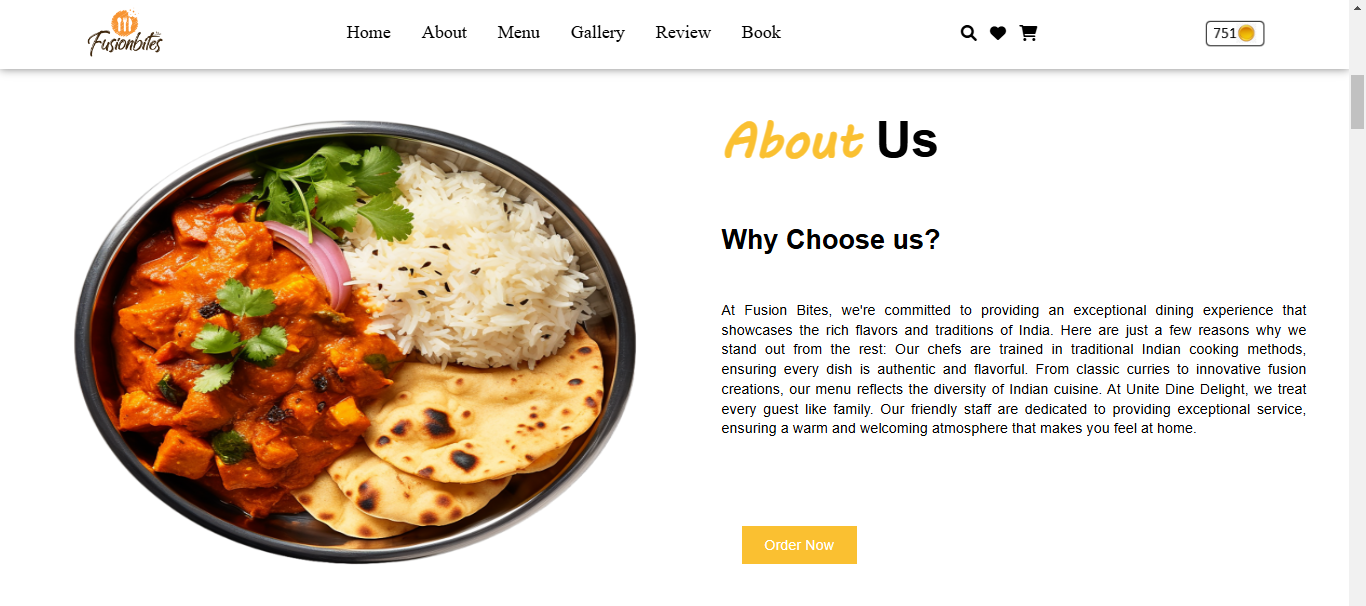 Fusionbites
Home About Menu Gallery Review Book
751
About Us
Why Choose us?
At Fusion Bites, we're committed to providing an exceptional dining experience that
showcases the rich flavors and traditions of India. Here are just a few reasons why we
stand out from the rest: Our chefs are trained in traditional Indian cooking methods,
ensuring every dish is authentic and flavorful. From classic curries to innovative fusion
creations, our menu reflects the diversity of Indian cuisine. At Unite Dine Delight, we treat
every guest like family. Our friendly staff are dedicated to providing exceptional service,
ensuring a warm and welcoming atmosphere that makes you feel at home.
Order Now